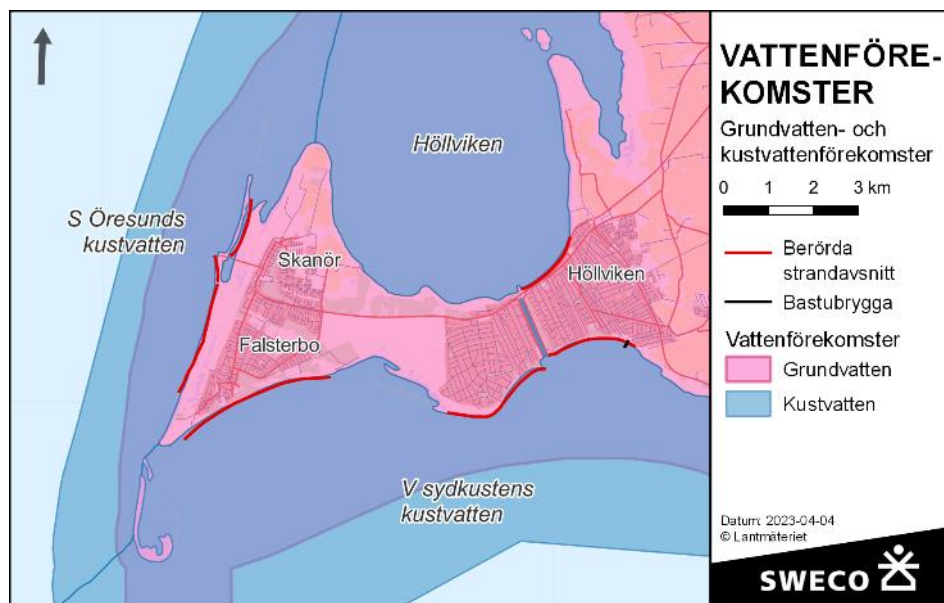 VATTENFÖRE-
KOMSTER
Grundvatten- och
kustvattenförekomster
0 1 2 3 km
Berörda
strandavsnitt
Bastubrygga
Vattenförekomster
Grundvatten
Kustvatten
Datum: 2023-04-04
© Lantmäteriet
SWECO
Höllviken
S Öresunds
kustvatten
Skanör
Höllviken
Falsterbo
V sydkustens
kustvatten